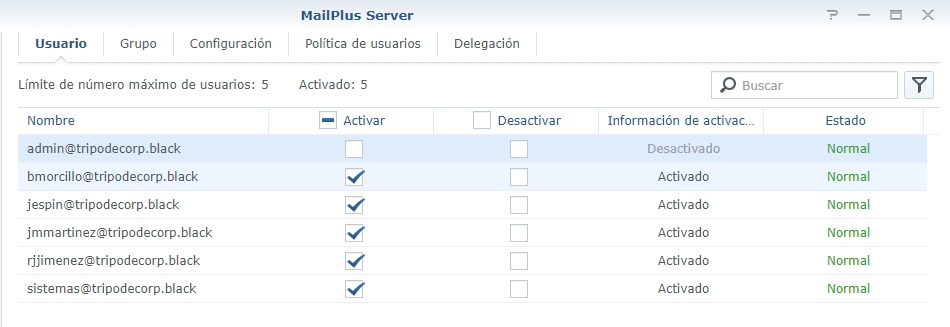 MailPlus Server
Usuario Grupo Configuración Política de usuarios Delegación
Límite de número máximo de usuarios: 5 Activado: 5 Buscar
Nombre Activar Desactivar Información de activac... Estado
admin@tripodecorp.black Desactivado Normal
bmorcillo@tripodecorp.black Activado Normal
jespin@tripodecorp.black Activado Normal
jmmartinez@tripodecorp.black Activado Normal
rjjimenez@tripodecorp.black Activado Normal
sistemas@tripodecorp.black Activado Normal